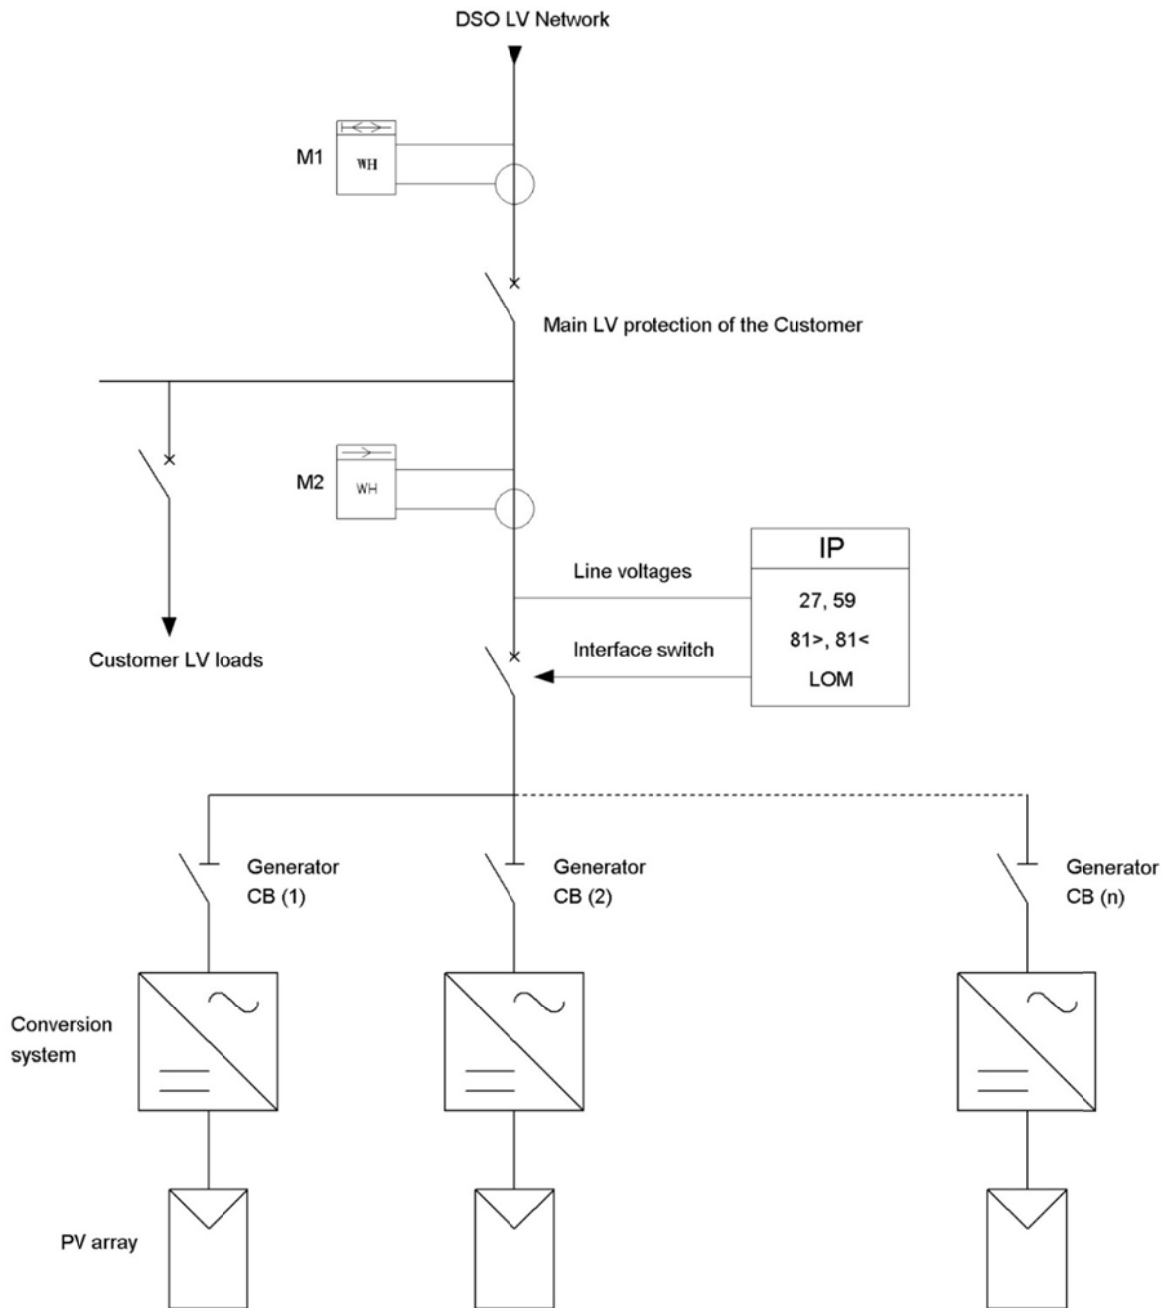 DSO LV Network
M1
WH
Main LV protection of the Customer
M2
WH
IP
Line voltages
27, 59
81>, 81<
Interface switch
LOM
Customer LV loads
Generator
CB (1)
Generator
CB (2)
Generator
CB (n)
Conversion
system
PV array